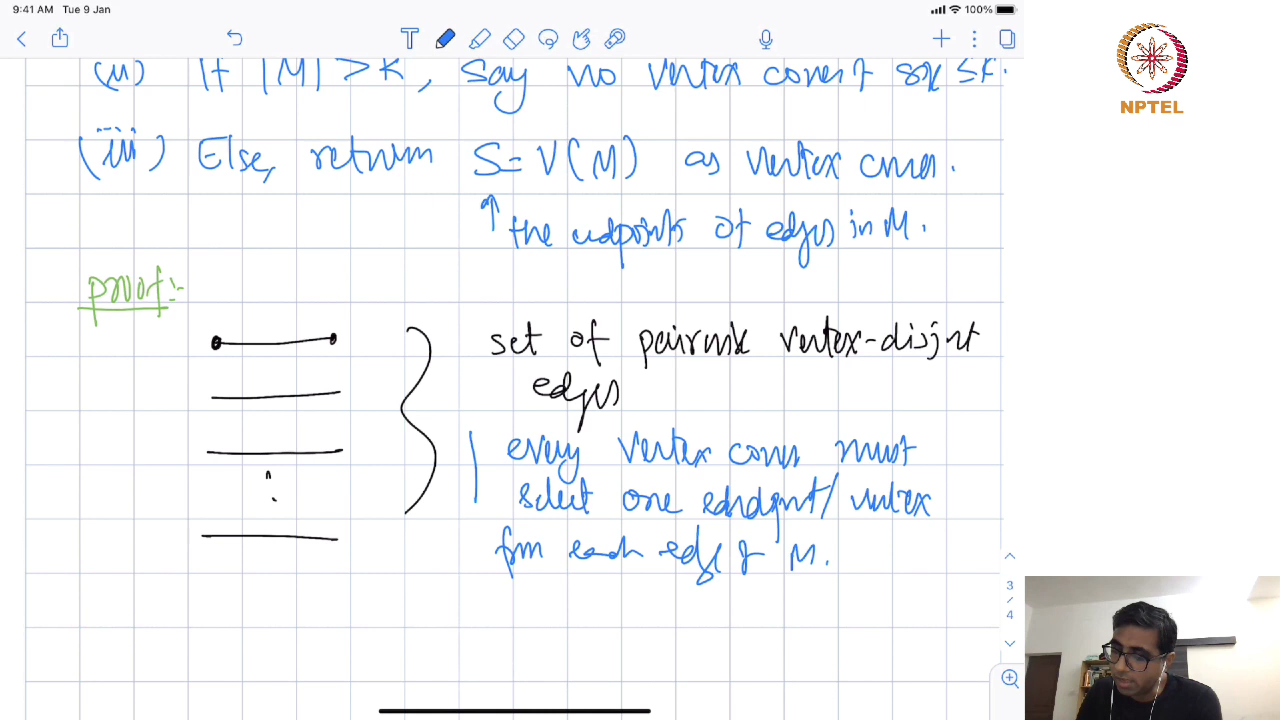 9:41 AM Tue 9 Jan
100%
NPTEL
(ii) If |M| > K, say no vertex cover of size ≤ K.
(iii) Else, return S = V(M) as vertex cover.
↑ the endpoints of edges in M.
proof:-
set of pairwise vertex-disjoint
edges
every vertex cover must
select one endpoint/vertex
from each edge of M.
3
/
4